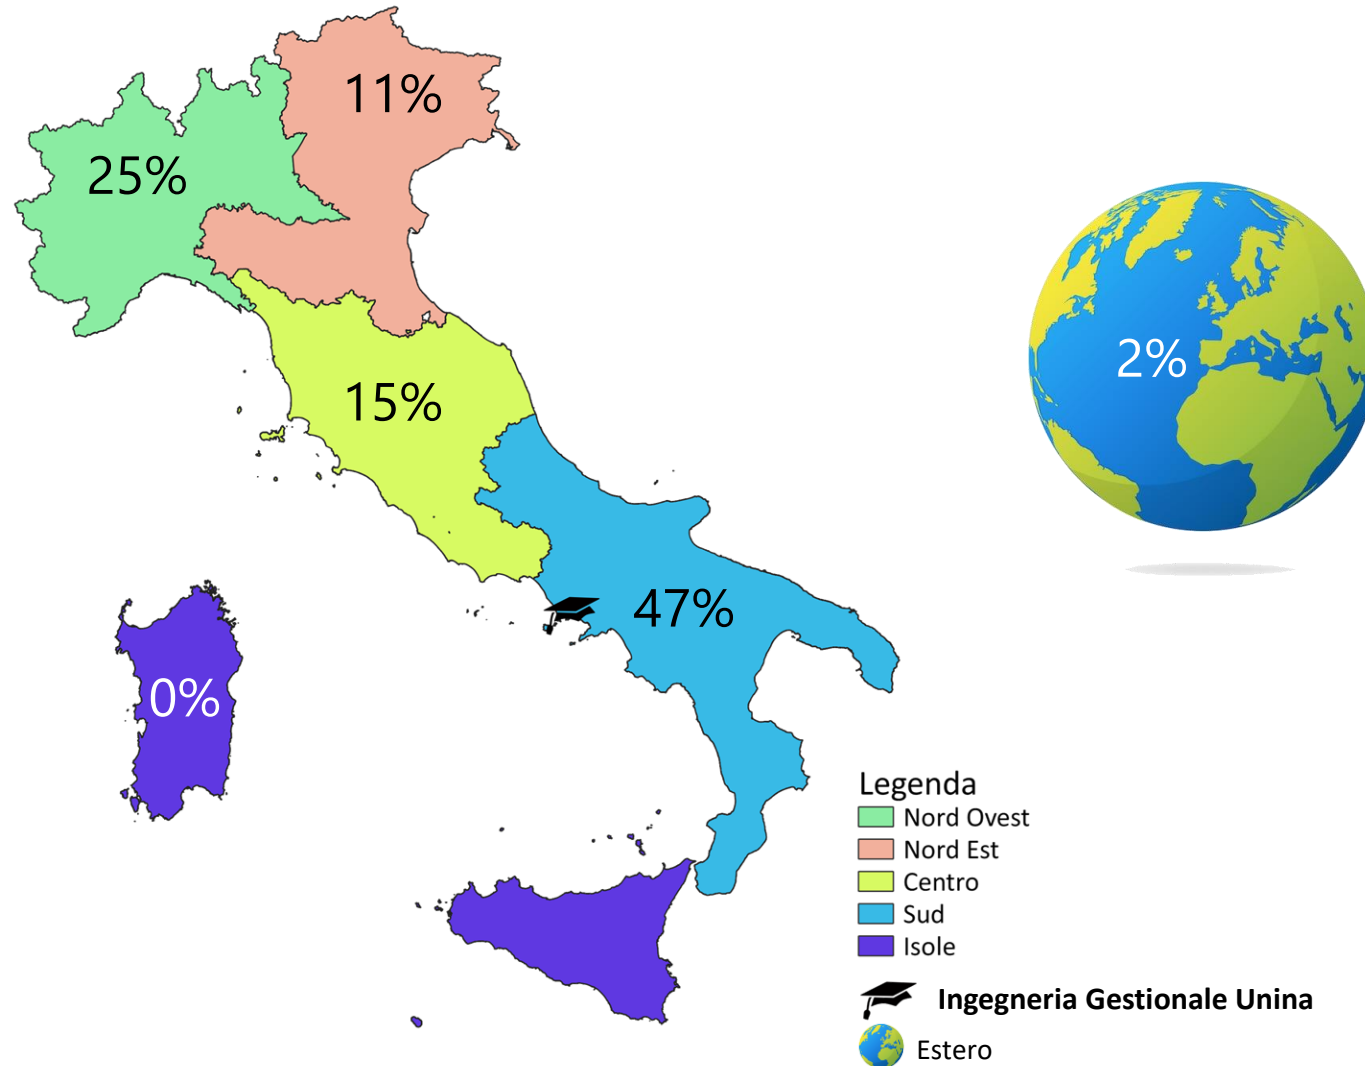 11%
25%
2%
15%
47%
0%
Legenda
Nord Ovest
Nord Est
Centro
Sud
Isole
Ingegneria Gestionale Unina
Estero